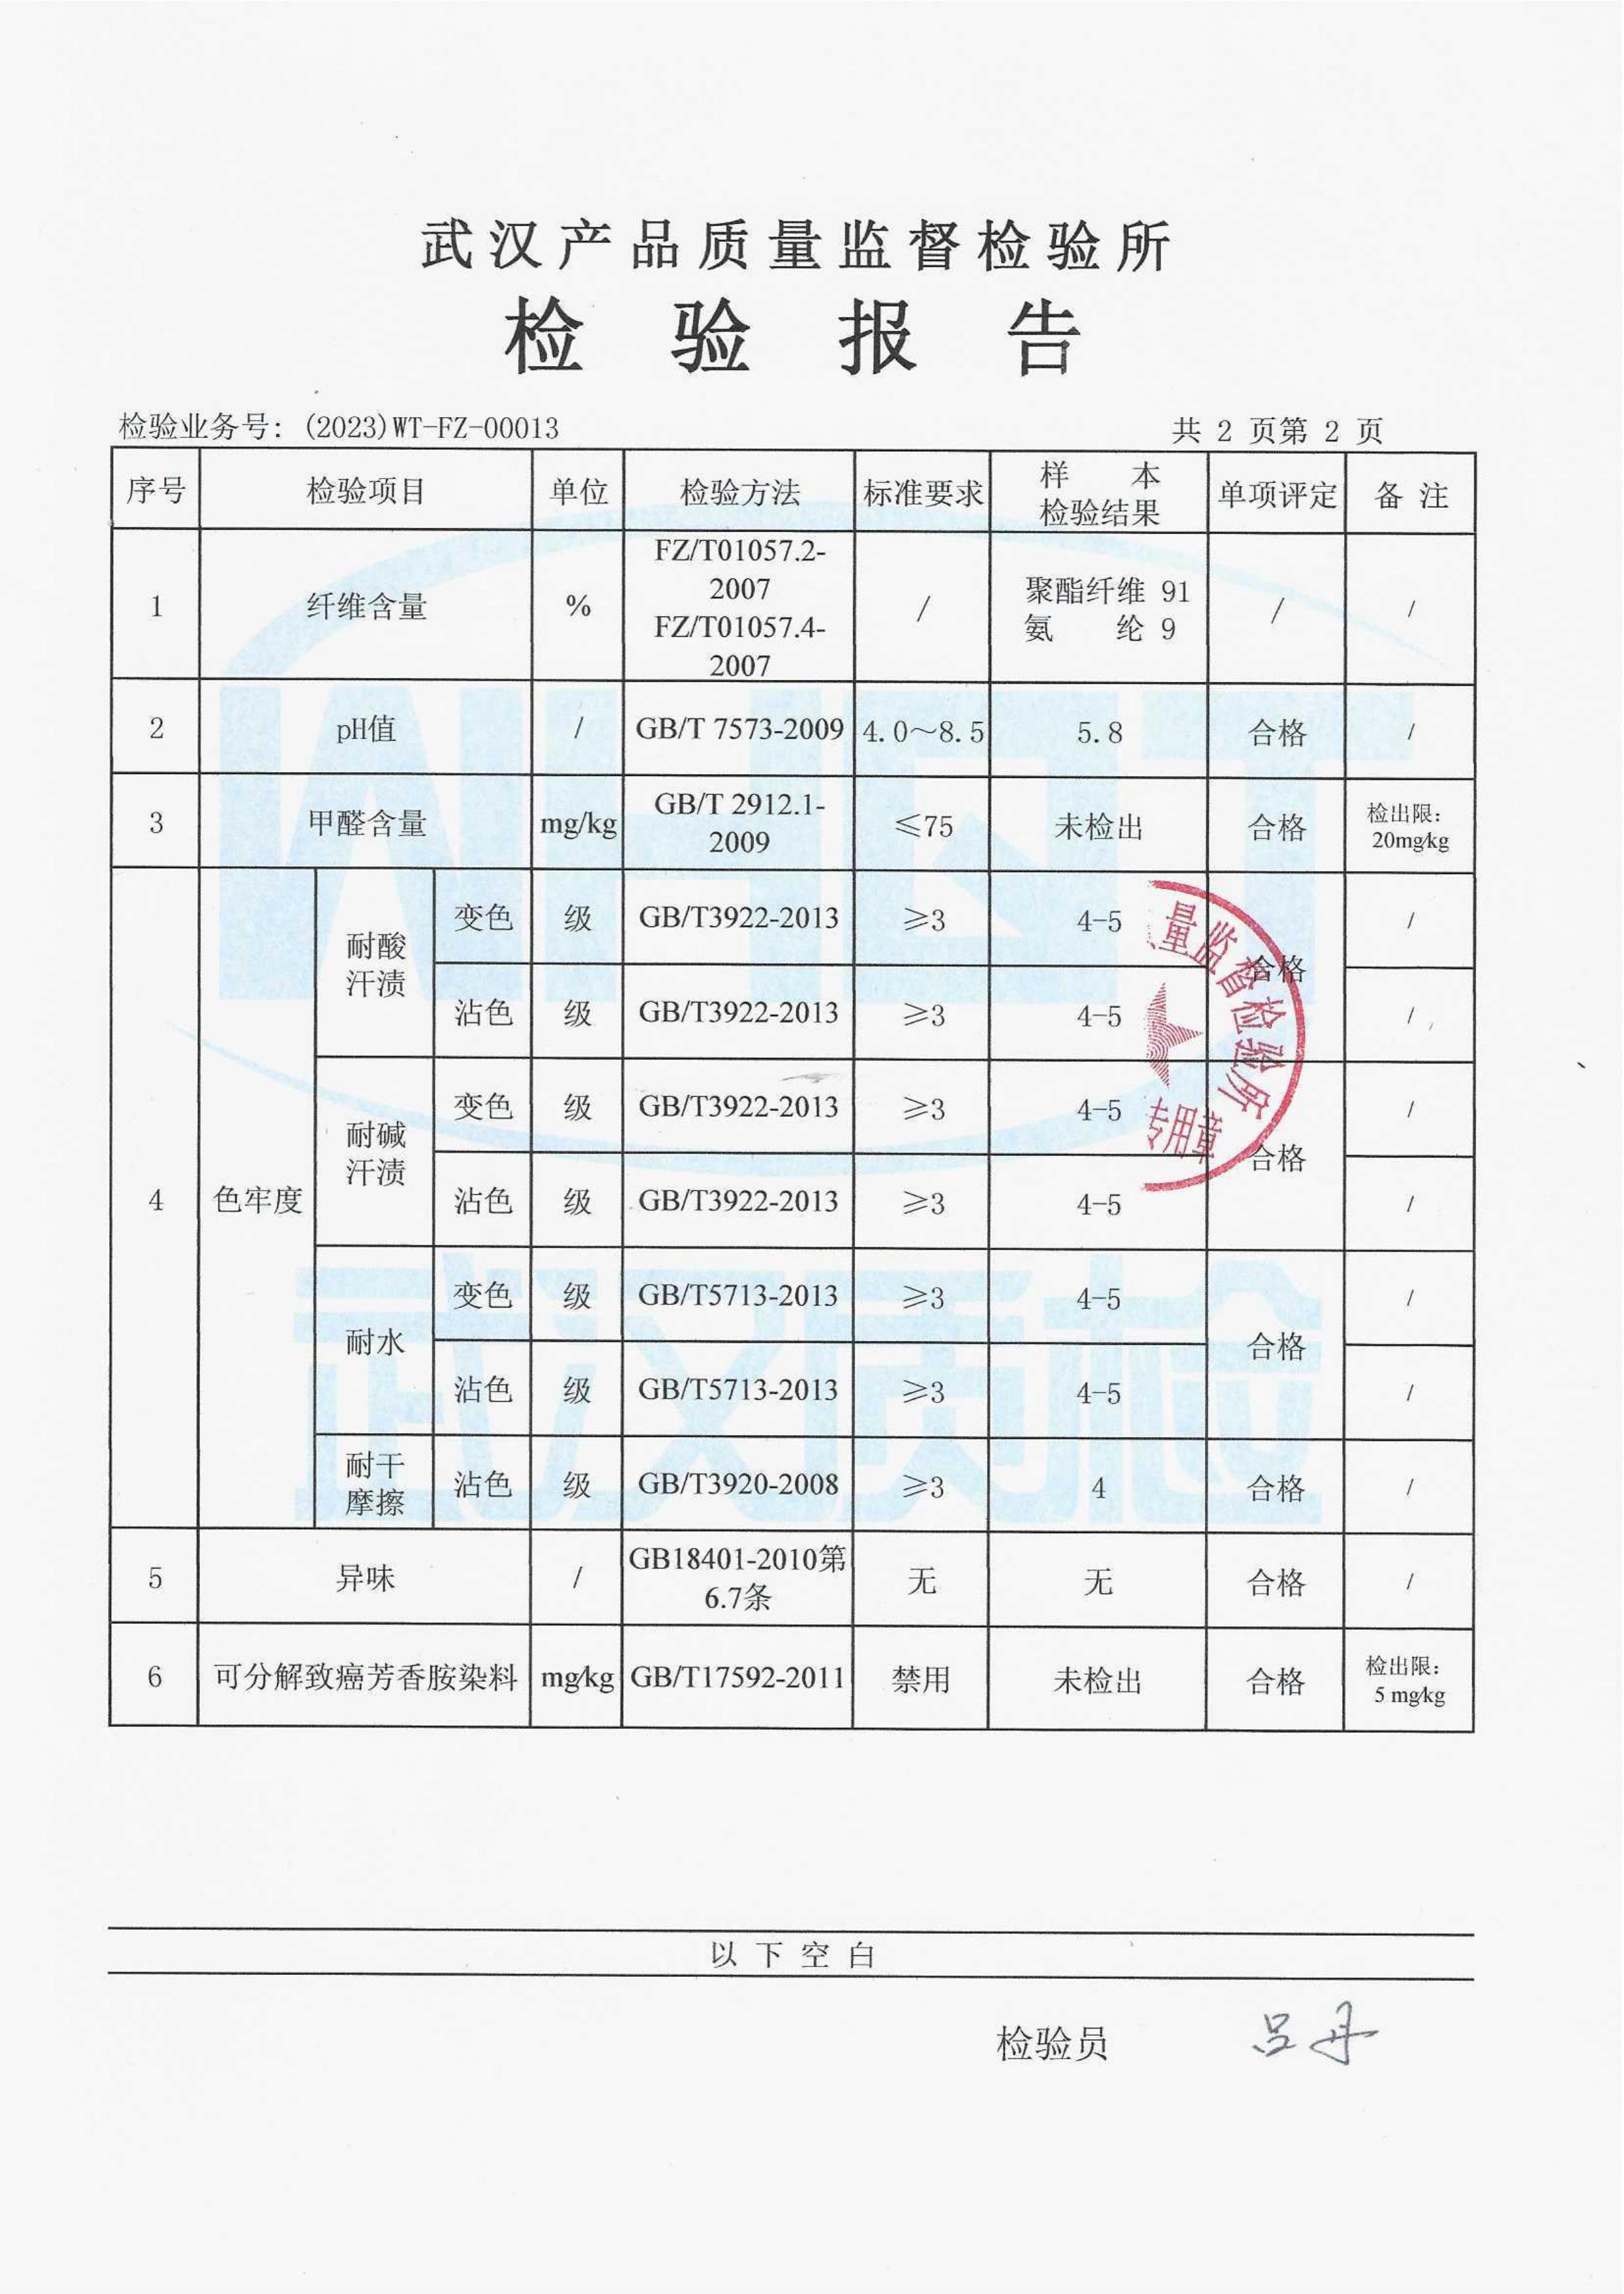 武汉产品质量监督检验所
检 验 报 告
检验业务号: (2023)WT-FZ-00013
共 2 页第 2 页
序号 检验项目 单位 检验方法 标准要求 样 本 检验结果 单项评定 备 注
1 纤维含量 % FZ/T01057.2-2007 FZ/T01057.4-2007 / 聚酯纤维 91 氨 纶 9 / /
2 pH值 / GB/T 7573-2009 4.0～8.5 5.8 合格 /
3 甲醛含量 mg/kg GB/T 2912.1-2009 ≤75 未检出 合格 检出限: 20mg/kg
4 色牢度 耐酸汗渍 变色 级 GB/T3922-2013 ≥3 4-5 合格 /
沾色 级 GB/T3922-2013 ≥3 4-5 /
耐碱汗渍 变色 级 GB/T3922-2013 ≥3 4-5 合格 /
沾色 级 GB/T3922-2013 ≥3 4-5 /
耐水 变色 级 GB/T5713-2013 ≥3 4-5 合格 /
沾色 级 GB/T5713-2013 ≥3 4-5 /
耐干摩擦 沾色 级 GB/T3920-2008 ≥3 4 合格 /
5 异味 / GB18401-2010第6.7条 无 无 合格 /
6 可分解致癌芳香胺染料 mg/kg GB/T17592-2011 禁用 未检出 合格 检出限: 5 mg/kg
量监督检验所
专用章
WHQT
武汉质检
以 下 空 白
检验员 吕丹